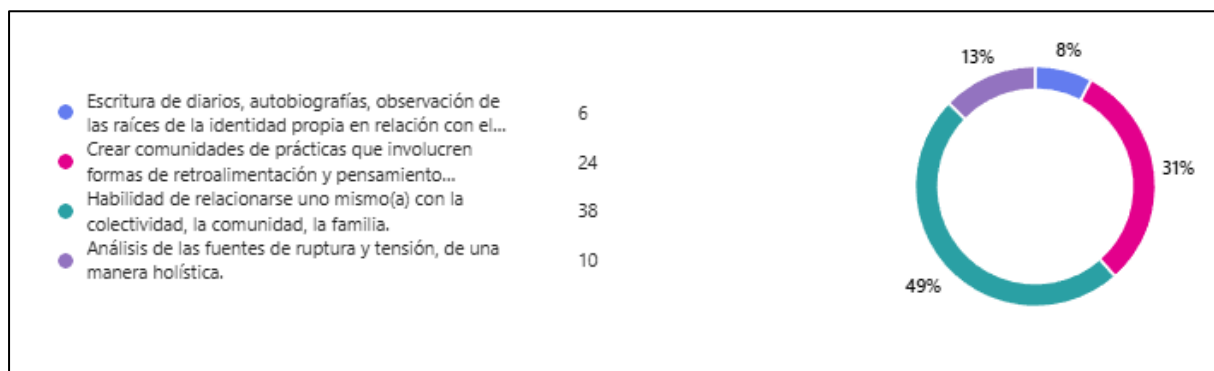 Escritura de diarios, autobiografías, observación de
las raíces de la identidad propia en relación con el...
6
Crear comunidades de prácticas que involucren
formas de retroalimentación y pensamiento...
24
Habilidad de relacionarse uno mismo(a) con la
colectividad, la comunidad, la familia.
38
Análisis de las fuentes de ruptura y tensión, de una
manera holística.
10
13%
8%
31%
49%